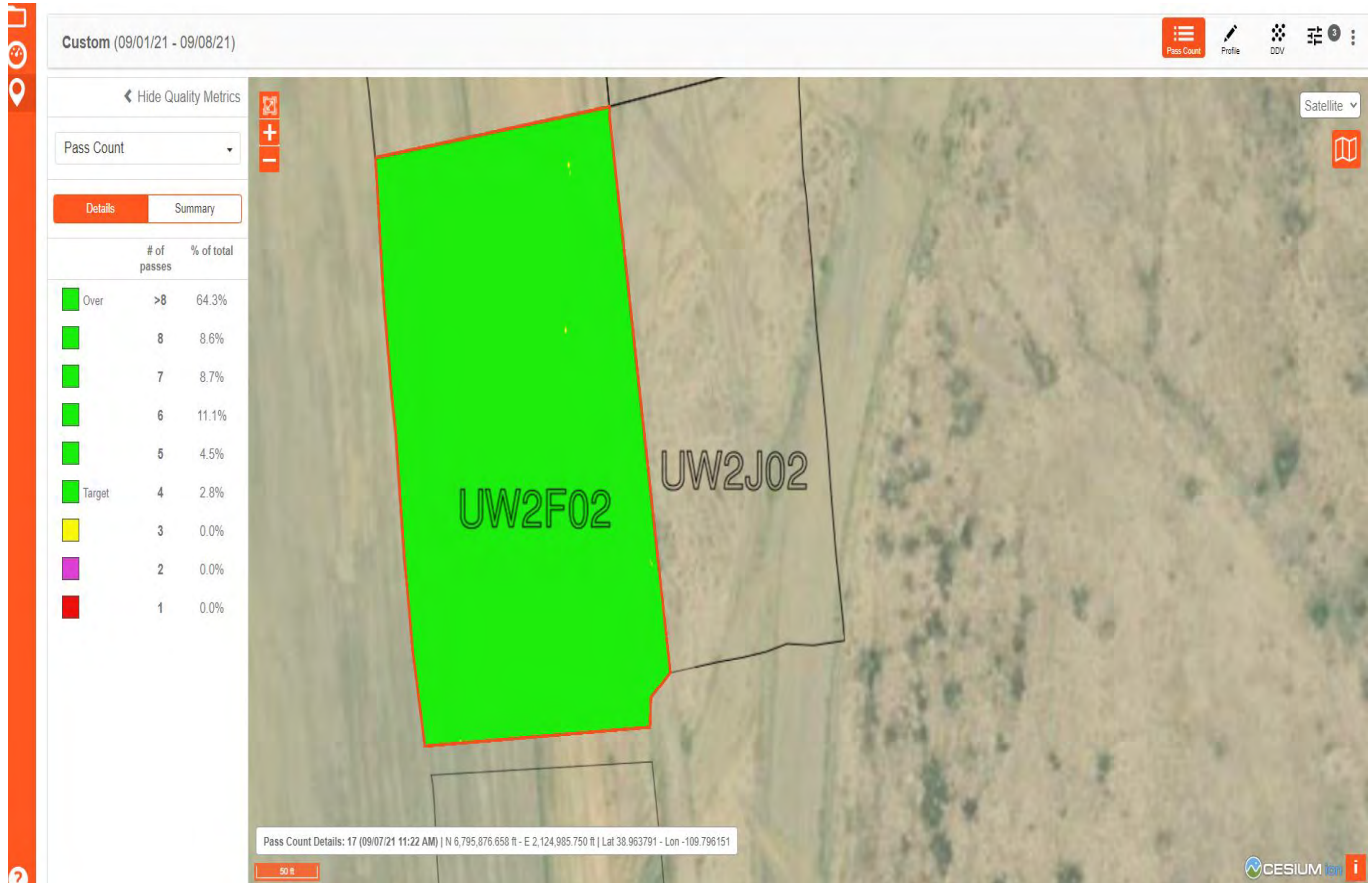 Custom (09/01/21 - 09/08/21)
Pass Count
Profile
DDV
3
Hide Quality Metrics
Satellite
Pass Count
Details Summary
# of passes % of total
Over >8 64.3%
8 8.6%
7 8.7%
6 11.1%
5 4.5%
Target 4 2.8%
3 0.0%
2 0.0%
1 0.0%
UW2F02
UW2J02
Pass Count Details: 17 (09/07/21 11:22 AM) | N 6,795,876.658 ft - E 2,124,985.750 ft | Lat 38.963791 - Lon -109.796151
50 ft
CESIUM ion
i
?